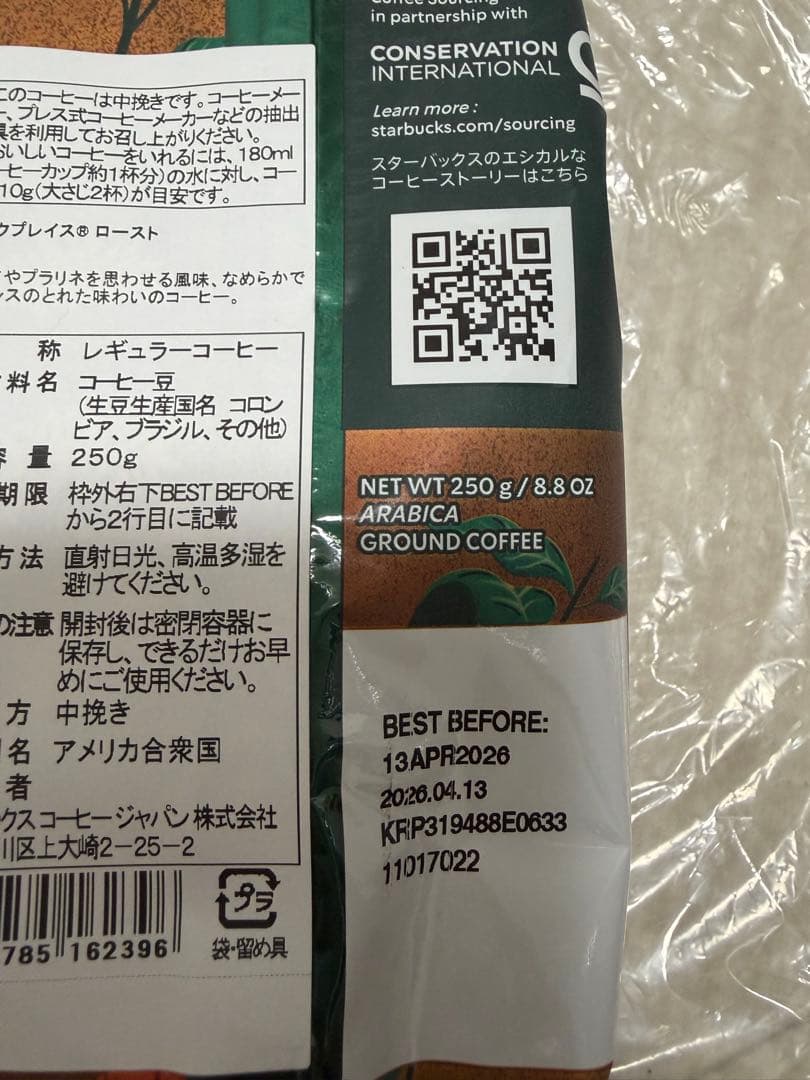 in partnership with
CONSERVATION
INTERNATIONAL
Learn more :
starbucks.com/sourcing
スターバックスのエシカルな
コーヒーストーリーはこちら
このコーヒーは中挽きです。コーヒーメー
ー、プレス式コーヒーメーカーなどの抽出
具を利用してお召し上がりください。
おいしいコーヒーをいれるには、180ml
ーヒーカップ約1杯分)の水に対し、コー
10g(大さじ2杯)が目安です。
クプレイス® ロースト
やプラリネを思わせる風味、なめらかで
ンスのとれた味わいのコーヒー。
称 レギュラーコーヒー
料名 コーヒー豆
(生豆生産国名 コロン
ビア、ブラジル、その他)
容量 250g
期限 枠外右下BEST BEFORE
から2行目に記載
方法 直射日光、高温多湿を
避けてください。
の注意 開封後は密閉容器に
保存し、できるだけお早
めにご使用ください。
方 中挽き
名 アメリカ合衆国
者
クスコーヒージャパン株式会社
川区上大崎2-25-2
785 162396
プラ
袋・留め具
NET WT 250 g / 8.8 OZ
ARABICA
GROUND COFFEE
BEST BEFORE:
13APR2026
2026.04.13
KRP319488E0633
11017022